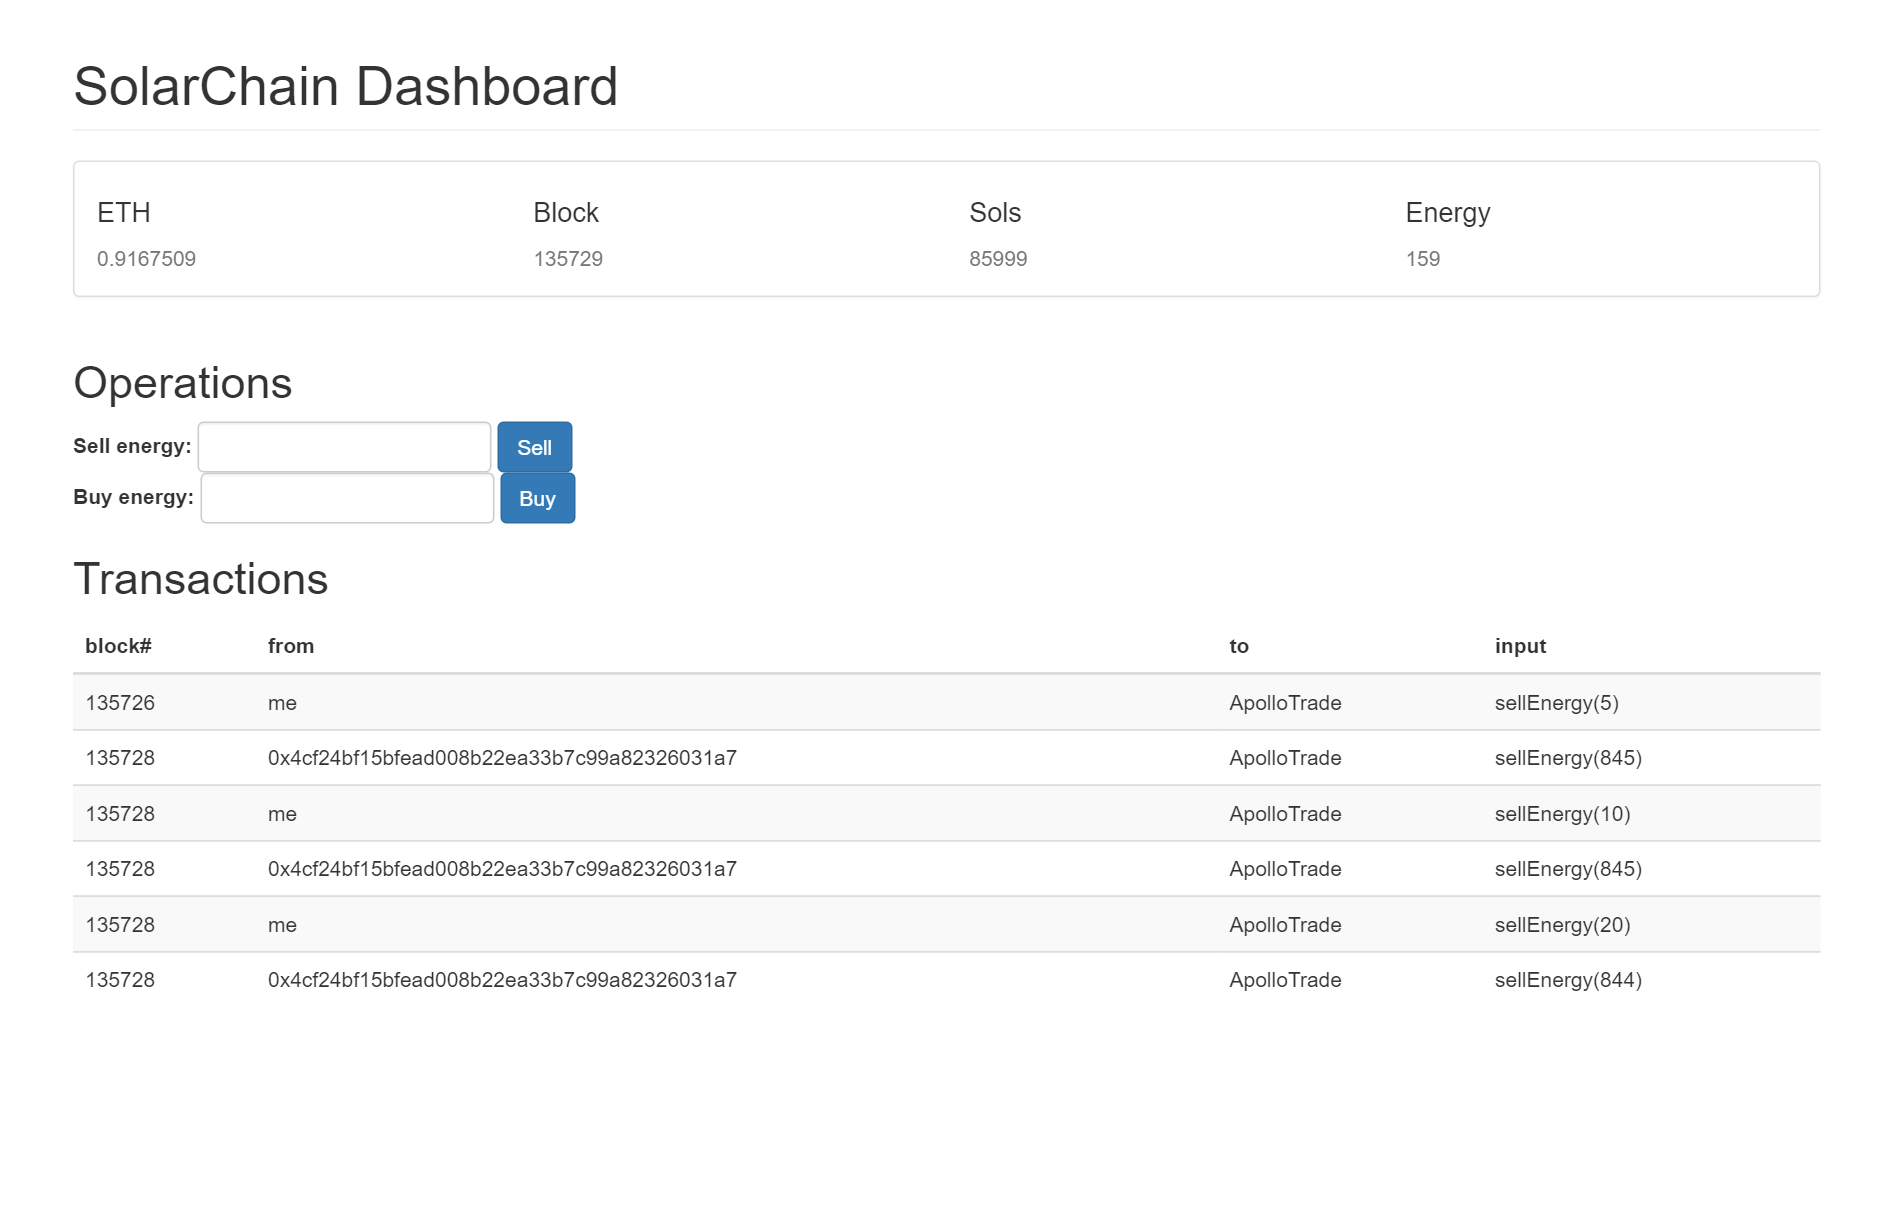 SolarChain Dashboard
ETH Block Sols Energy
0.9167509 135729 85999 159
Operations
Sell energy: Sell
Buy energy: Buy
Transactions
block# from to input
135726 me ApolloTrade sellEnergy(5)
135728 0x4cf24bf15bfead008b22ea33b7c99a82326031a7 ApolloTrade sellEnergy(845)
135728 me ApolloTrade sellEnergy(10)
135728 0x4cf24bf15bfead008b22ea33b7c99a82326031a7 ApolloTrade sellEnergy(845)
135728 me ApolloTrade sellEnergy(20)
135728 0x4cf24bf15bfead008b22ea33b7c99a82326031a7 ApolloTrade sellEnergy(844)